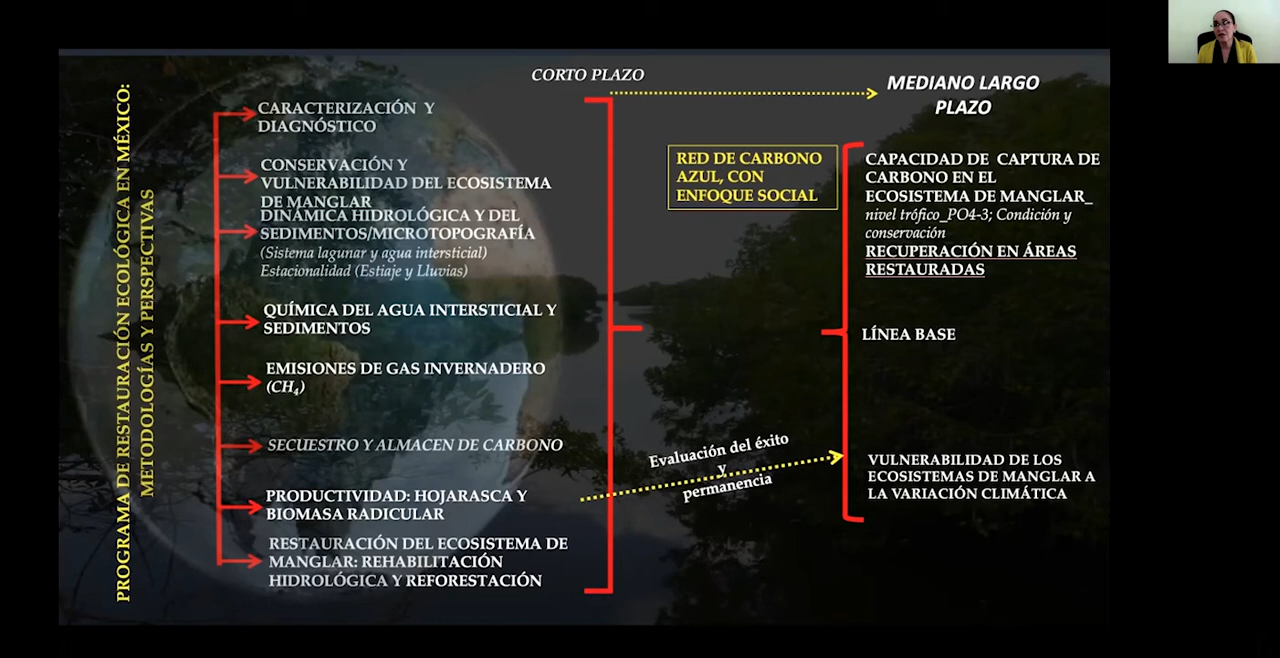 PROGRAMA DE RESTAURACIÓN ECOLÓGICA EN MÉXICO:
METODOLOGÍAS Y PERSPECTIVAS
CORTO PLAZO
CARACTERIZACIÓN Y
DIAGNÓSTICO
CONSERVACIÓN Y
VULNERABILIDAD DEL ECOSISTEMA
DE MANGLAR
DINÁMICA HIDROLÓGICA Y DEL
SEDIMENTOS/MICROTOPOGRAFÍA
(Sistema lagunar y agua intersticial)
Estacionalidad (Estiaje y Lluvias)
QUÍMICA DEL AGUA INTERSTICIAL Y
SEDIMENTOS
EMISIONES DE GAS INVERNADERO
(CH₄)
SECUESTRO Y ALMACEN DE CARBONO
PRODUCTIVIDAD: HOJARASCA Y
BIOMASA RADICULAR
RESTAURACIÓN DEL ECOSISTEMA DE
MANGLAR: REHABILITACIÓN
HIDROLÓGICA Y REFORESTACIÓN
Evaluación del éxito
y
permanencia
MEDIANO LARGO
PLAZO
RED DE CARBONO
AZUL, CON
ENFOQUE SOCIAL
CAPACIDAD DE CAPTURA DE
CARBONO EN EL
ECOSISTEMA DE MANGLAR_
nivel trófico_PO4-3; Condición y
conservación
RECUPERACIÓN EN ÁREAS
RESTAURADAS
LÍNEA BASE
VULNERABILIDAD DE LOS
ECOSISTEMAS DE MANGLAR A
LA VARIACIÓN CLIMÁTICA